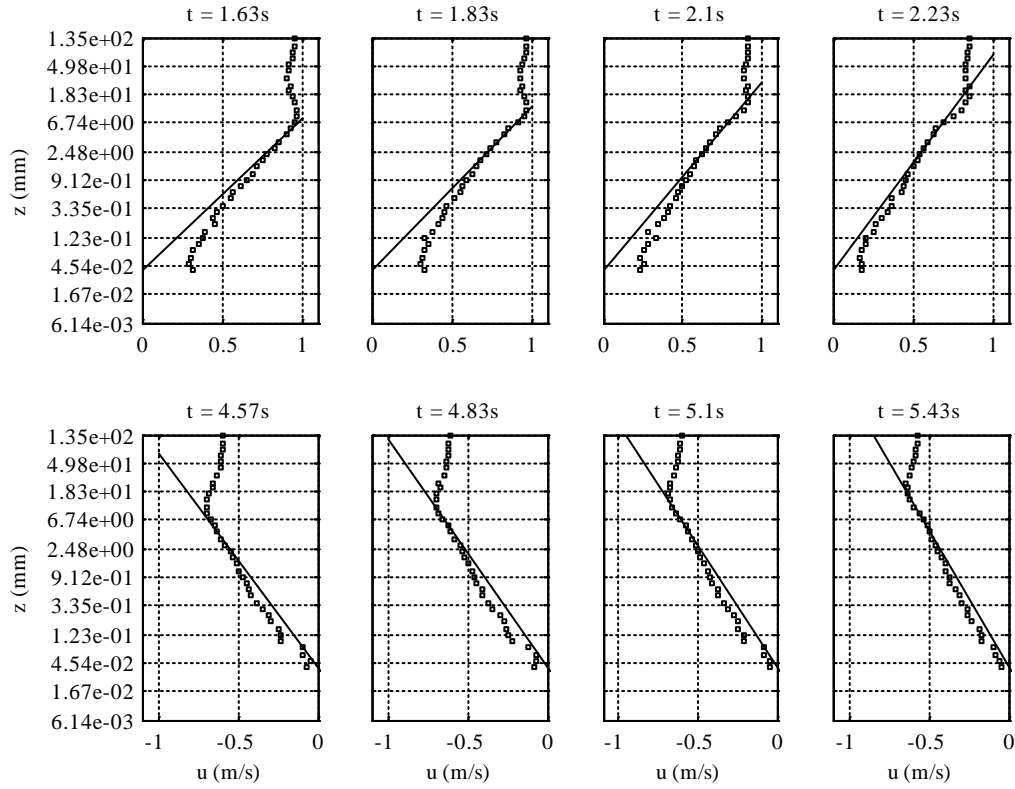 t = 1.63s t = 1.83s t = 2.1s t = 2.23s
1.35e+02
4.98e+01
1.83e+01
6.74e+00
2.48e+00
9.12e-01
3.35e-01
1.23e-01
4.54e-02
1.67e-02
6.14e-03
z (mm)
0 0.5 1 0 0.5 1 0 0.5 1 0 0.5 1
t = 4.57s t = 4.83s t = 5.1s t = 5.43s
1.35e+02
4.98e+01
1.83e+01
6.74e+00
2.48e+00
9.12e-01
3.35e-01
1.23e-01
4.54e-02
1.67e-02
6.14e-03
z (mm)
-1 -0.5 0 -1 -0.5 0 -1 -0.5 0 -1 -0.5 0
u (m/s) u (m/s) u (m/s) u (m/s)